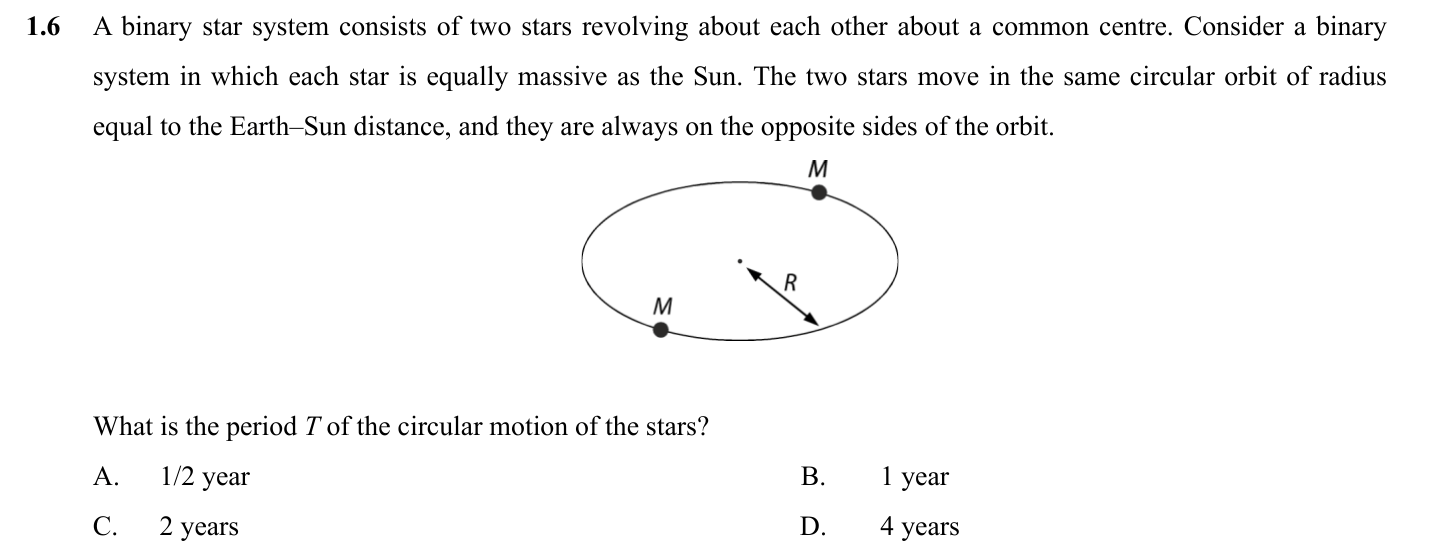 1.6 A binary star system consists of two stars revolving about each other about a common centre. Consider a binary
system in which each star is equally massive as the Sun. The two stars move in the same circular orbit of radius
equal to the Earth–Sun distance, and they are always on the opposite sides of the orbit.
M
R
M
What is the period T of the circular motion of the stars?
A. 1/2 year B. 1 year
C. 2 years D. 4 years